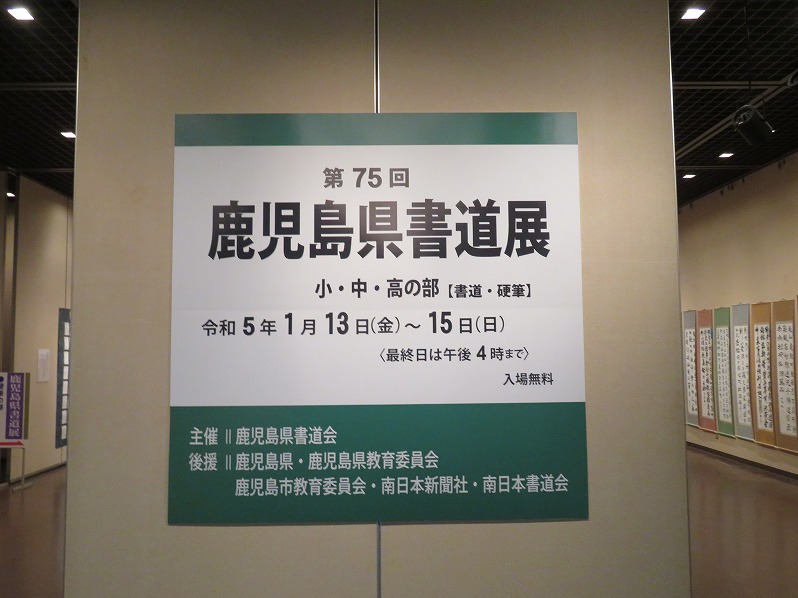 第75回
鹿児島県書道展
小・中・高の部【書道・硬筆】
令和5年1月13日(金)～15日(日)
〈最終日は午後4時まで〉
入場無料
主催||鹿児島県書道会
後援||鹿児島県・鹿児島県教育委員会
鹿児島市教育委員会・南日本新聞社・南日本書道会